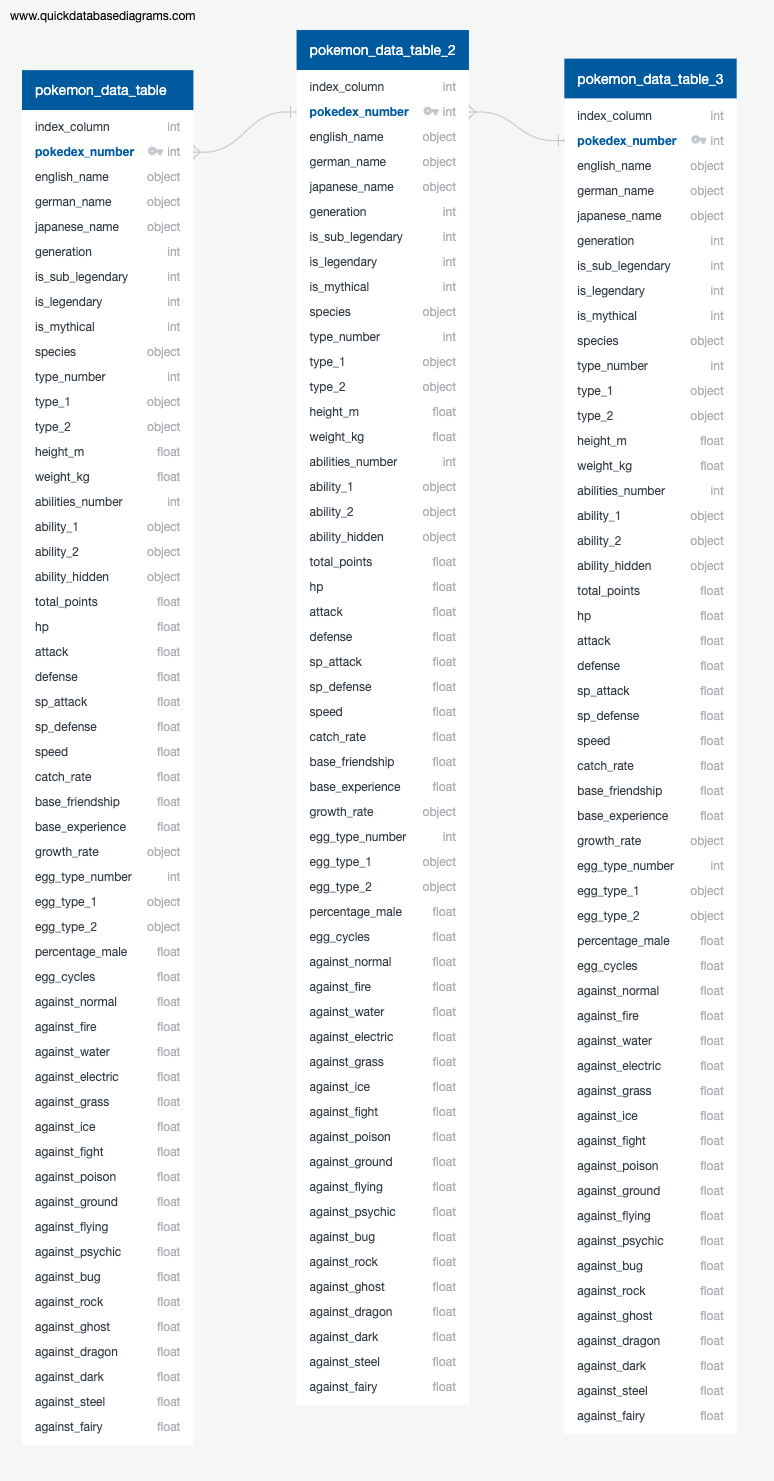 www.quickdatabasediagrams.com
pokemon_data_table
index_column int
pokedex_number int
english_name object
german_name object
japanese_name object
generation int
is_sub_legendary int
is_legendary int
is_mythical int
species object
type_number int
type_1 object
type_2 object
height_m float
weight_kg float
abilities_number int
ability_1 object
ability_2 object
ability_hidden object
total_points float
hp float
attack float
defense float
sp_attack float
sp_defense float
speed float
catch_rate float
base_friendship float
base_experience float
growth_rate object
egg_type_number int
egg_type_1 object
egg_type_2 object
percentage_male float
egg_cycles float
against_normal float
against_fire float
against_water float
against_electric float
against_grass float
against_ice float
against_fight float
against_poison float
against_ground float
against_flying float
against_psychic float
against_bug float
against_rock float
against_ghost float
against_dragon float
against_dark float
against_steel float
against_fairy float
pokemon_data_table_2
index_column int
pokedex_number int
english_name object
german_name object
japanese_name object
generation int
is_sub_legendary int
is_legendary int
is_mythical int
species object
type_number int
type_1 object
type_2 object
height_m float
weight_kg float
abilities_number int
ability_1 object
ability_2 object
ability_hidden object
total_points float
hp float
attack float
defense float
sp_attack float
sp_defense float
speed float
catch_rate float
base_friendship float
base_experience float
growth_rate object
egg_type_number int
egg_type_1 object
egg_type_2 object
percentage_male float
egg_cycles float
against_normal float
against_fire float
against_water float
against_electric float
against_grass float
against_ice float
against_fight float
against_poison float
against_ground float
against_flying float
against_psychic float
against_bug float
against_rock float
against_ghost float
against_dragon float
against_dark float
against_steel float
against_fairy float
pokemon_data_table_3
index_column int
pokedex_number int
english_name object
german_name object
japanese_name object
generation int
is_sub_legendary int
is_legendary int
is_mythical int
species object
type_number int
type_1 object
type_2 object
height_m float
weight_kg float
abilities_number int
ability_1 object
ability_2 object
ability_hidden object
total_points float
hp float
attack float
defense float
sp_attack float
sp_defense float
speed float
catch_rate float
base_friendship float
base_experience float
growth_rate object
egg_type_number int
egg_type_1 object
egg_type_2 object
percentage_male float
egg_cycles float
against_normal float
against_fire float
against_water float
against_electric float
against_grass float
against_ice float
against_fight float
against_poison float
against_ground float
against_flying float
against_psychic float
against_bug float
against_rock float
against_ghost float
against_dragon float
against_dark float
against_steel float
against_fairy float